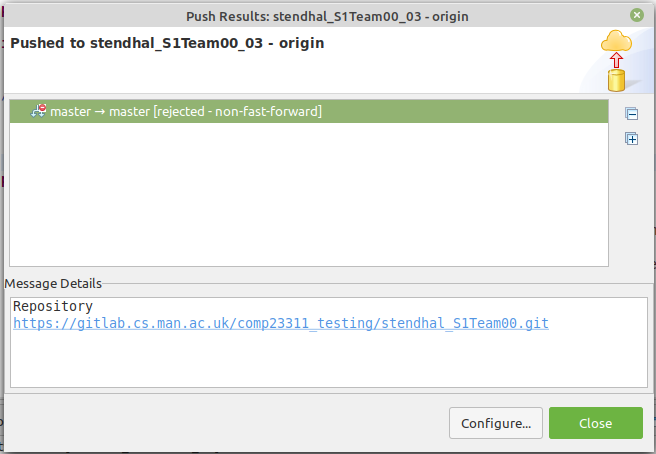 Push Results: stendhal_S1Team00_03 - origin
Pushed to stendhal_S1Team00_03 - origin
master → master [rejected - non-fast-forward]
Message Details
Repository
https://gitlab.cs.man.ac.uk/comp23311_testing/stendhal_S1Team00.git
Configure...
Close